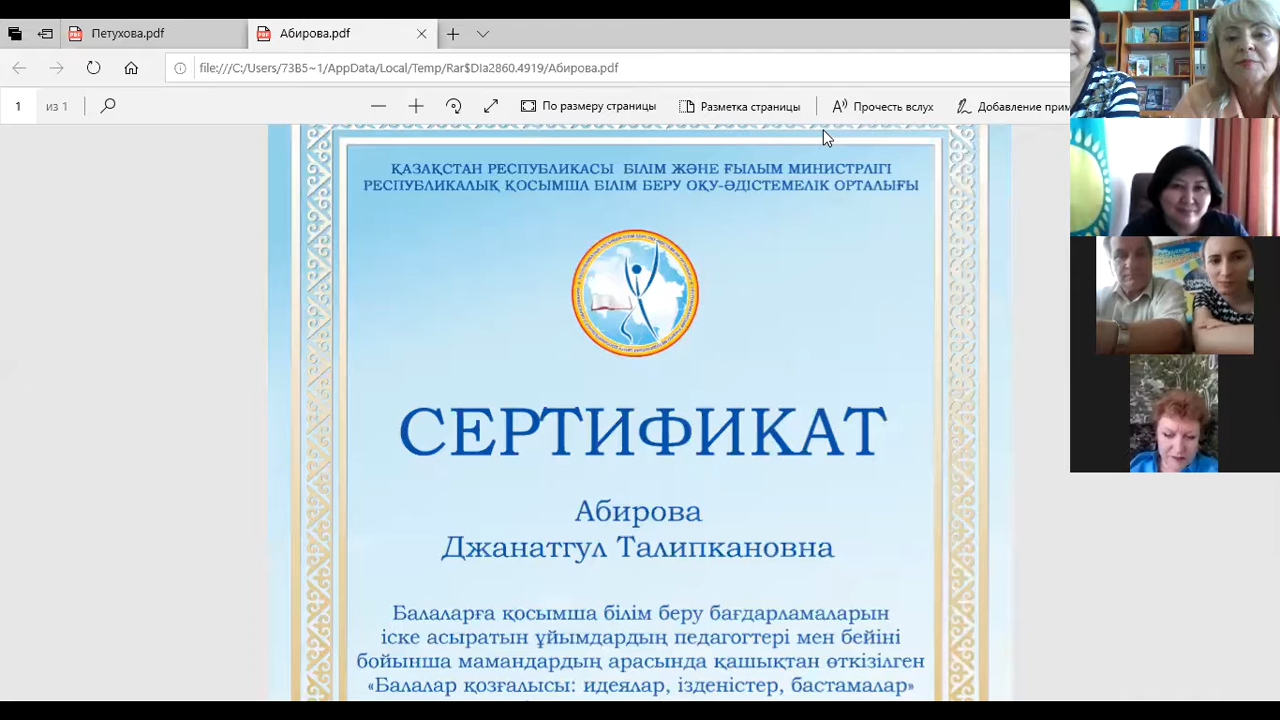 Петухова.pdf
Абирова.pdf
file:///C:/Users/73B5~1/AppData/Local/Temp/Rar$DIa2860.4919/Абирова.pdf
1 из 1
По размеру страницы
Разметка страницы
Прочесть вслух
Добавление прим
ҚАЗАҚСТАН РЕСПУБЛИКАСЫ БІЛІМ ЖӘНЕ ҒЫЛЫМ МИНИСТРЛІГІ
РЕСПУБЛИКАЛЫҚ ҚОСЫМША БІЛІМ БЕРУ ОҚУ-ӘДІСТЕМЕЛІК ОРТАЛЫҒЫ
СЕРТИФИКАТ
Абирова
Джанатгул Талипкановна
Балаларға қосымша білім беру бағдарламаларын
іске асыратын ұйымдардың педагогтері мен бейіні
бойынша мамандардың арасында қашықтан өткізілген
«Балалар қозғалысы: идеялар, ізденістер, бастамалар»